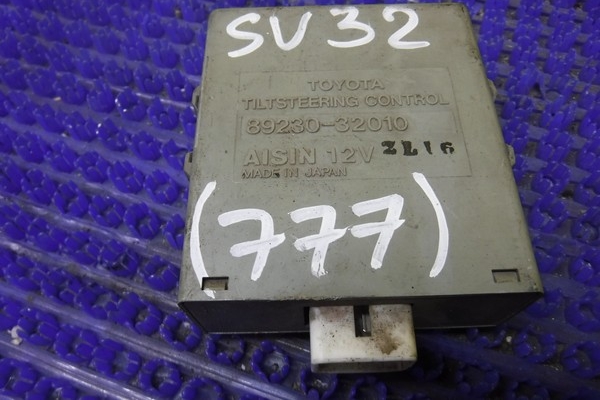 SV32
TOYOTA
TILTSTEERING CONTROL
89230-32010
AISIN 12V ZL16
MADE IN JAPAN
(777)